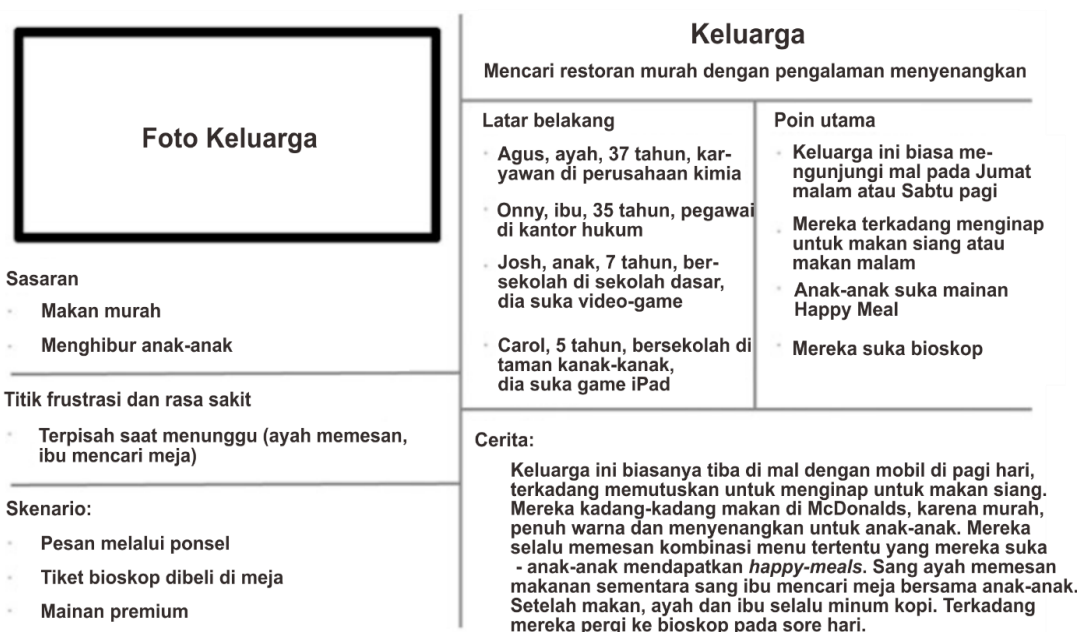 Foto Keluarga
Sasaran
Makan murah
Menghibur anak-anak
Titik frustrasi dan rasa sakit
Terpisah saat menunggu (ayah memesan,
ibu mencari meja)
Skenario:
Pesan melalui ponsel
Tiket bioskop dibeli di meja
Mainan premium
Keluarga
Mencari restoran murah dengan pengalaman menyenangkan
Latar belakang
Agus, ayah, 37 tahun, kar-
yawan di perusahaan kimia
Onny, ibu, 35 tahun, pegawai
di kantor hukum
Josh, anak, 7 tahun, ber-
sekolah di sekolah dasar,
dia suka video-game
Carol, 5 tahun, bersekolah di
taman kanak-kanak,
dia suka game iPad
Poin utama
Keluarga ini biasa me-
ngunjungi mal pada Jumat
malam atau Sabtu pagi
Mereka terkadang menginap
untuk makan siang atau
makan malam
Anak-anak suka mainan
Happy Meal
Mereka suka bioskop
Cerita:
Keluarga ini biasanya tiba di mal dengan mobil di pagi hari,
terkadang memutuskan untuk menginap untuk makan siang.
Mereka kadang-kadang makan di McDonalds, karena murah,
penuh warna dan menyenangkan untuk anak-anak. Mereka
selalu memesan kombinasi menu tertentu yang mereka suka
- anak-anak mendapatkan happy-meals. Sang ayah memesan
makanan sementara sang ibu mencari meja bersama anak-anak.
Setelah makan, ayah dan ibu selalu minum kopi. Terkadang
mereka pergi ke bioskop pada sore hari.